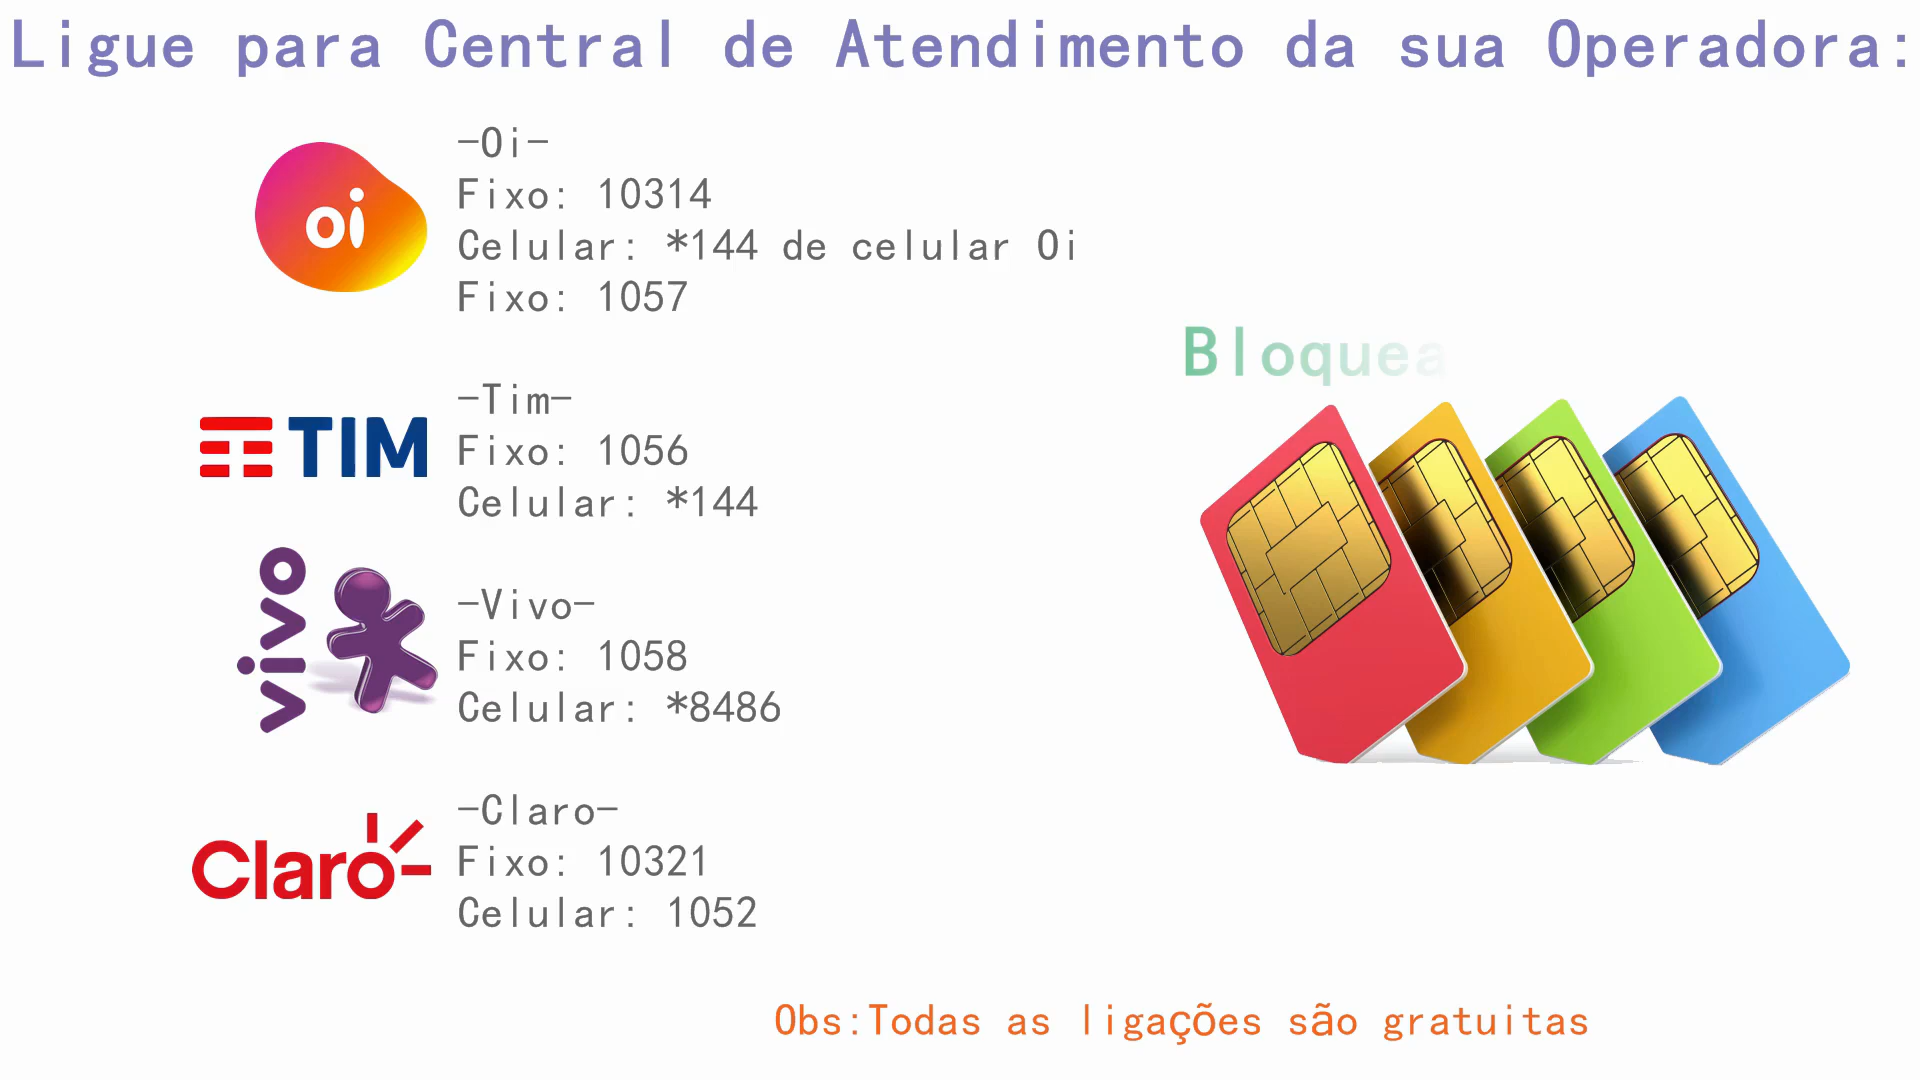 Ligue para Central de Atendimento da sua Operadora:
oi
-Oi-
Fixo: 10314
Celular: *144 de celular Oi
Fixo: 1057
TIM
-Tim-
Fixo: 1056
Celular: *144
vivo
-Vivo-
Fixo: 1058
Celular: *8486
Claro
-Claro-
Fixo: 10321
Celular: 1052
Bloquea
Obs:Todas as ligações são gratuitas